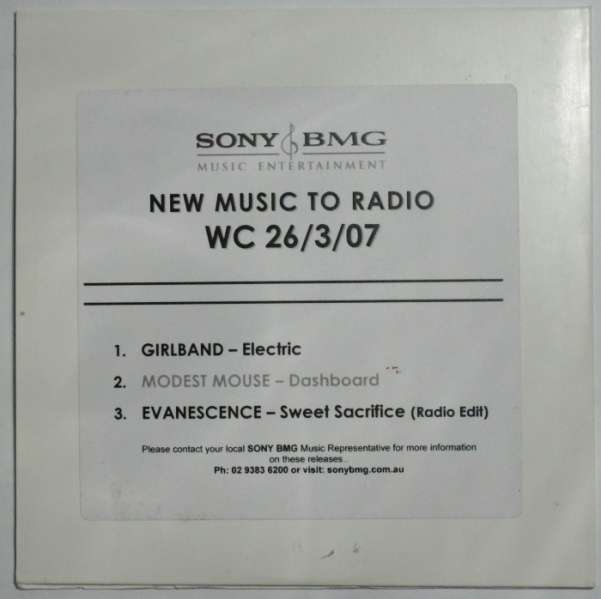 SONY BMG
MUSIC ENTERTAINMENT
NEW MUSIC TO RADIO
WC 26/3/07
1. GIRLBAND – Electric
2. MODEST MOUSE – Dashboard
3. EVANESCENCE – Sweet Sacrifice (Radio Edit)
Please contact your local SONY BMG Music Representative for more information
on these releases..
Ph: 02 9383 6200 or visit: sonybmg.com.au